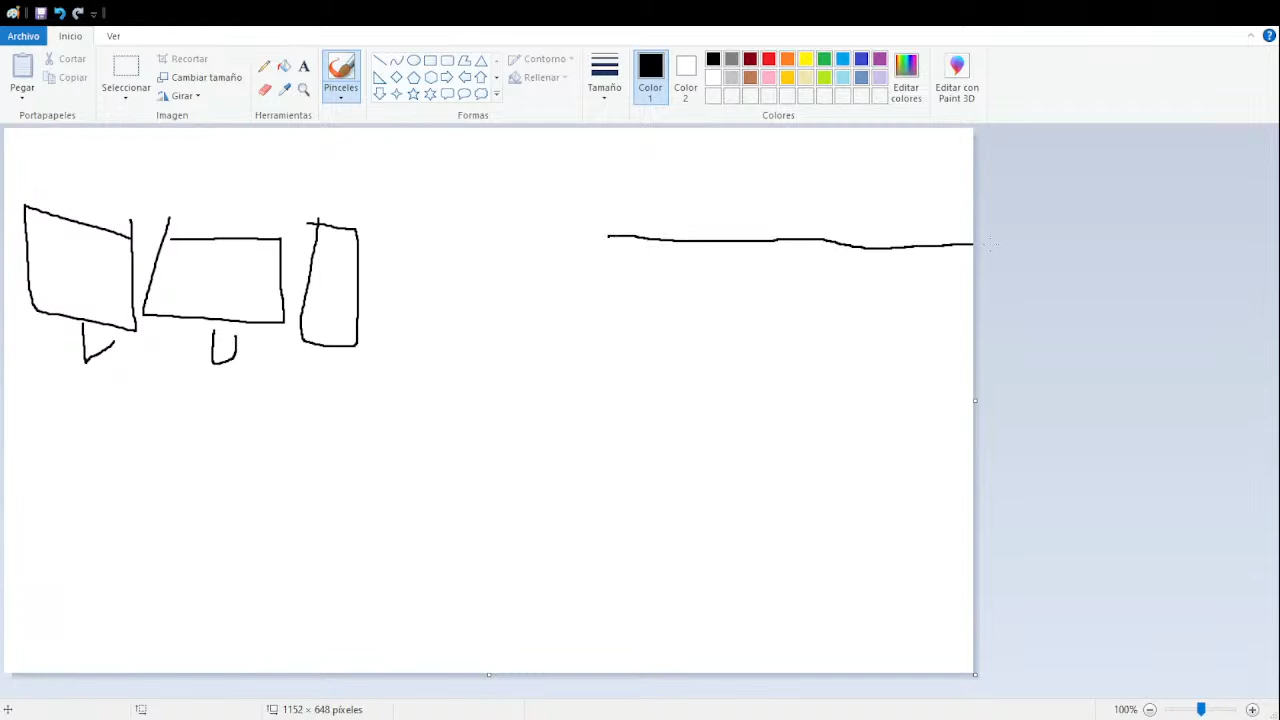 Archivo Inicio Ver
Pegar
Cortar
Copiar
Portapapeles
Seleccionar
Recortar
Cambiar tamaño
Girar
Imagen
A
Herramientas
Pinceles
Contorno
Rellenar
Formas
Tamaño
Color
1
Color
2
Editar
colores
Editar con
Paint 3D
Colores
1152 × 648 píxeles
100%